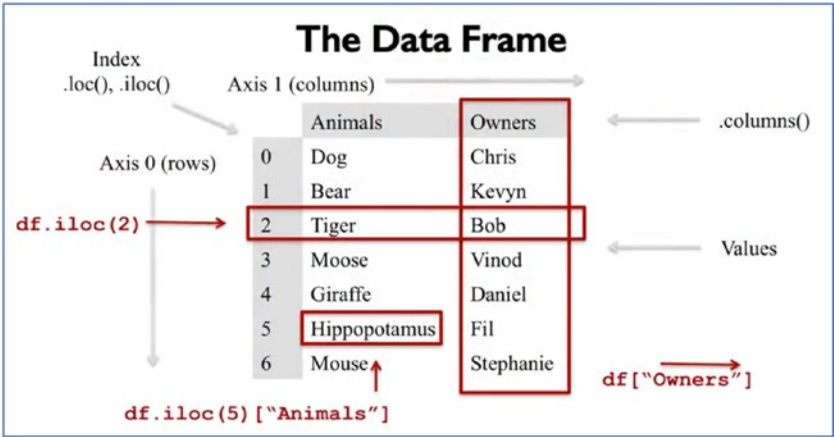 The Data Frame
Index
.loc(), .iloc()
Axis 1 (columns)
Animals Owners
.columns()
Axis 0 (rows)
0 Dog Chris
1 Bear Kevyn
df.iloc(2)
2 Tiger Bob
3 Moose Vinod
Values
4 Giraffe Daniel
5 Hippopotamus Fil
6 Mouse Stephanie
df[“Owners”]
df.iloc(5)[“Animals”]